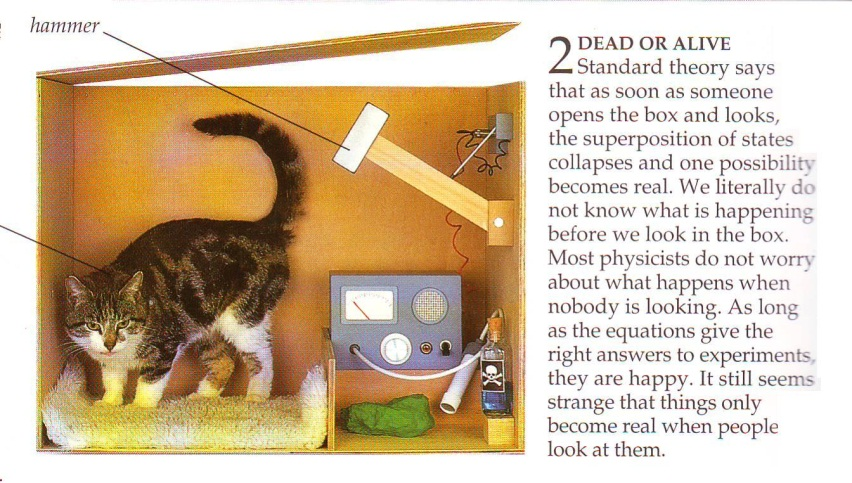 hammer
2 DEAD OR ALIVE
Standard theory says
that as soon as someone
opens the box and looks,
the superposition of states
collapses and one possibility
becomes real. We literally do
not know what is happening
before we look in the box.
Most physicists do not worry
about what happens when
nobody is looking. As long
as the equations give the
right answers to experiments,
they are happy. It still seems
strange that things only
become real when people
look at them.